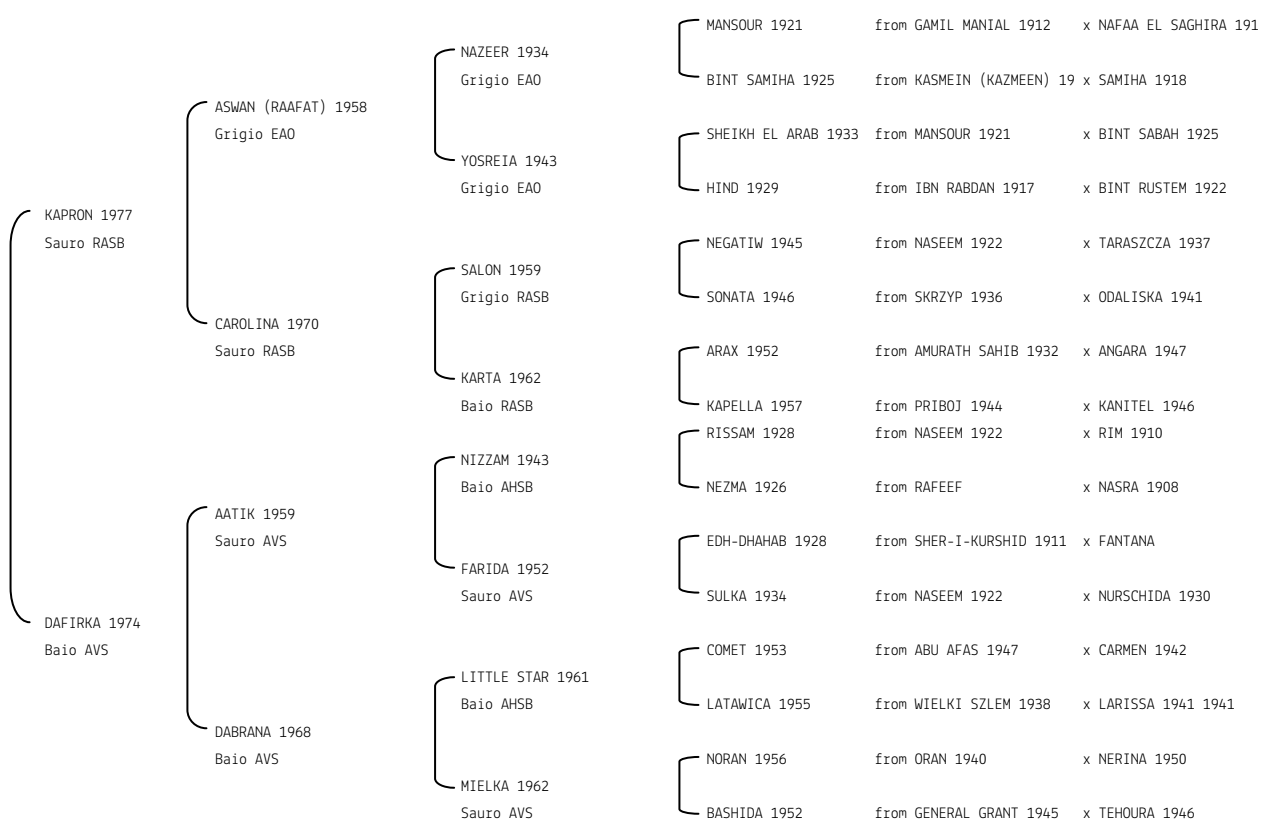 MANSOUR 1921 from GAMIL MANIAL 1912 x NAFAA EL SAGHIRA 191
NAZEER 1934
Grigio EAO BINT SAMIHA 1925 from KASMEIN (KAZMEEN) 19 x SAMIHA 1918
ASWAN (RAAFAT) 1958
Grigio EAO SHEIKH EL ARAB 1933 from MANSOUR 1921 x BINT SABAH 1925
YOSREIA 1943
Grigio EAO HIND 1929 from IBN RABDAN 1917 x BINT RUSTEM 1922
KAPRON 1977
Sauro RASB NEGATIW 1945 from NASEEM 1922 x TARASZCZA 1937
SALON 1959
Grigio RASB SONATA 1946 from SKRZYP 1936 x ODALISKA 1941
CAROLINA 1970
Sauro RASB ARAX 1952 from AMURATH SAHIB 1932 x ANGARA 1947
KARTA 1962
Baio RASB KAPELLA 1957 from PRIBOJ 1944 x KANITEL 1946
RISSAM 1928 from NASEEM 1922 x RIM 1910
NIZZAM 1943
Baio AHSB NEZMA 1926 from RAFEEF x NASRA 1908
AATIK 1959
Sauro AVS EDH-DHAHAB 1928 from SHER-I-KURSHID 1911 x FANTANA
FARIDA 1952
Sauro AVS SULKA 1934 from NASEEM 1922 x NURSCHIDA 1930
DAFIRKA 1974
Baio AVS COMET 1953 from ABU AFAS 1947 x CARMEN 1942
LITTLE STAR 1961
Baio AHSB LATAWICA 1955 from WIELKI SZLEM 1938 x LARISSA 1941 1941
DABRANA 1968
Baio AVS NORAN 1956 from ORAN 1940 x NERINA 1950
MIELKA 1962
Sauro AVS BASHIDA 1952 from GENERAL GRANT 1945 x TEHOURA 1946